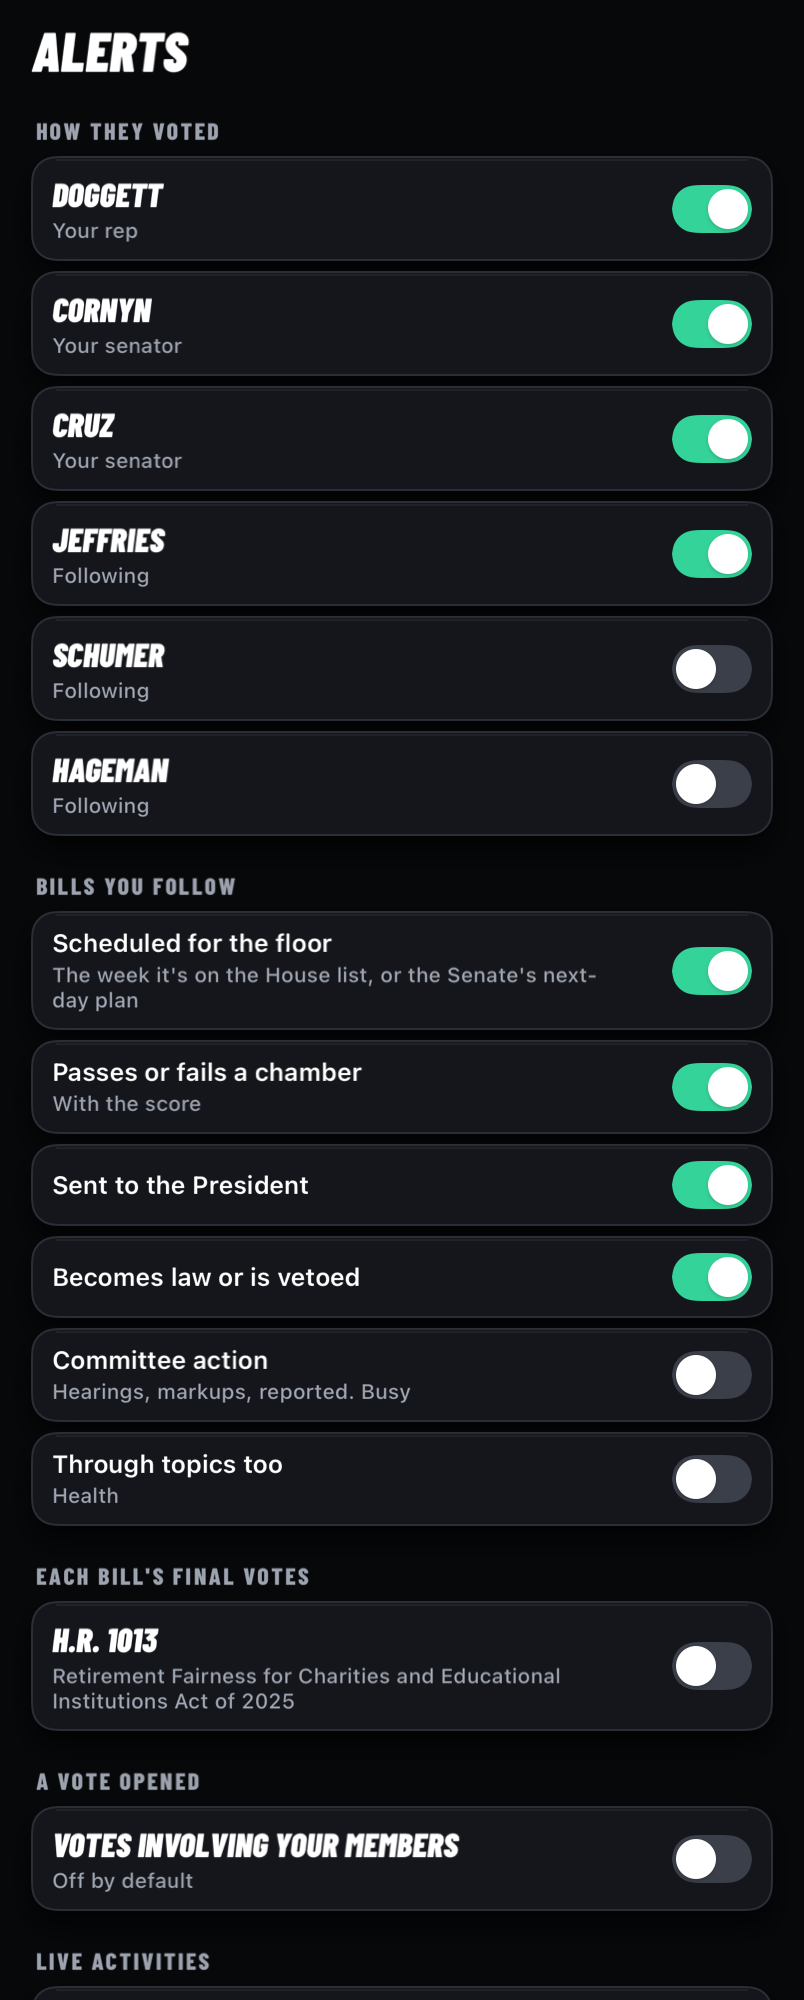 ALERTS
HOW THEY VOTED
DOGGETT
Your rep
CORNYN
Your senator
CRUZ
Your senator
JEFFRIES
Following
SCHUMER
Following
HAGEMAN
Following
BILLS YOU FOLLOW
Scheduled for the floor
The week it's on the House list, or the Senate's next-
day plan
Passes or fails a chamber
With the score
Sent to the President
Becomes law or is vetoed
Committee action
Hearings, markups, reported. Busy
Through topics too
Health
EACH BILL'S FINAL VOTES
H.R. 1013
Retirement Fairness for Charities and Educational
Institutions Act of 2025
A VOTE OPENED
VOTES INVOLVING YOUR MEMBERS
Off by default
LIVE ACTIVITIES